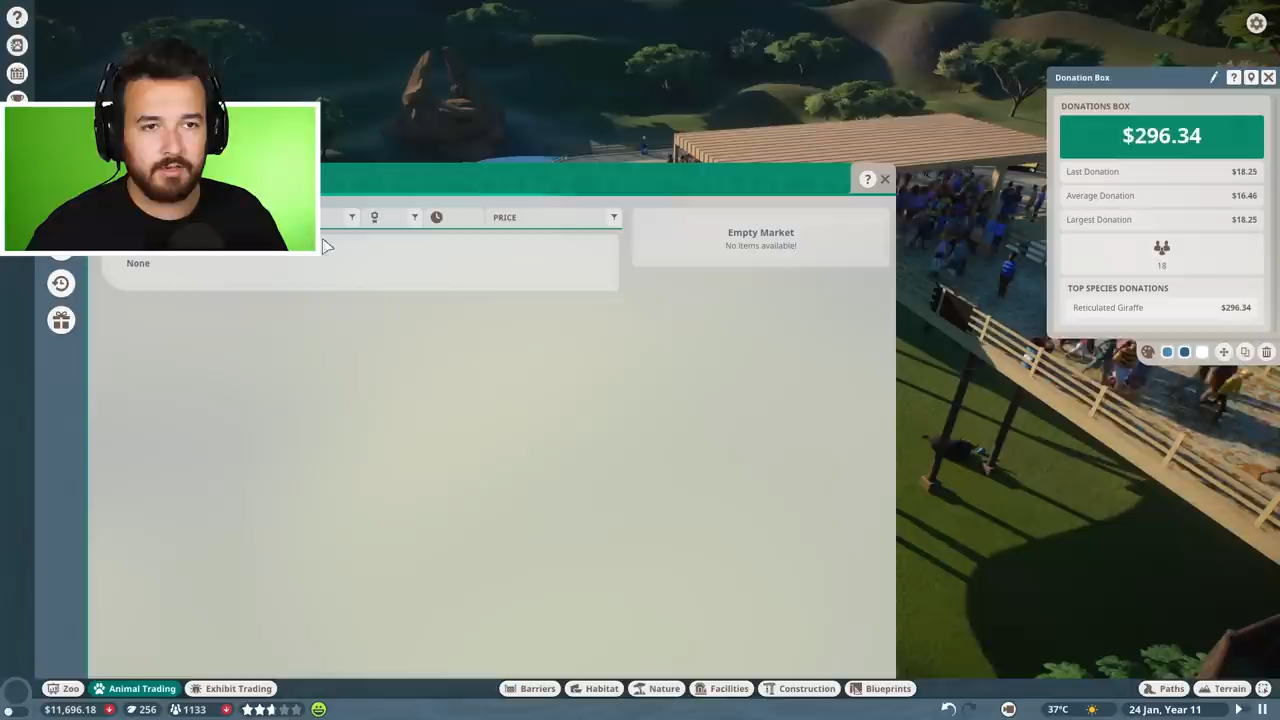 Donation Box
DONATIONS BOX
$296.34
Last Donation $18.25
Average Donation $16.46
Largest Donation $18.25
18
TOP SPECIES DONATIONS
Reticulated Giraffe $296.34
PRICE
Empty Market
No items available!
None
Zoo Animal Trading Exhibit Trading Barriers Habitat Nature Facilities Construction Blueprints Paths Terrain
$11,696.18 256 1133 37°C 24 Jan, Year 11